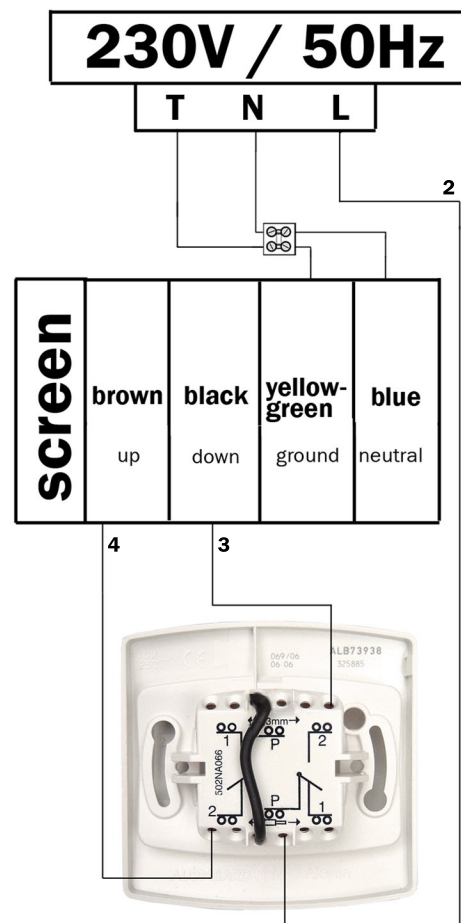 230V / 50Hz
T N L
2
screen
brown
up
black
down
yellow-
green
ground
blue
neutral
4
3
069/06
06 06
ALB73938
325885
3mm
1
P
2
502NA066
2
P
1